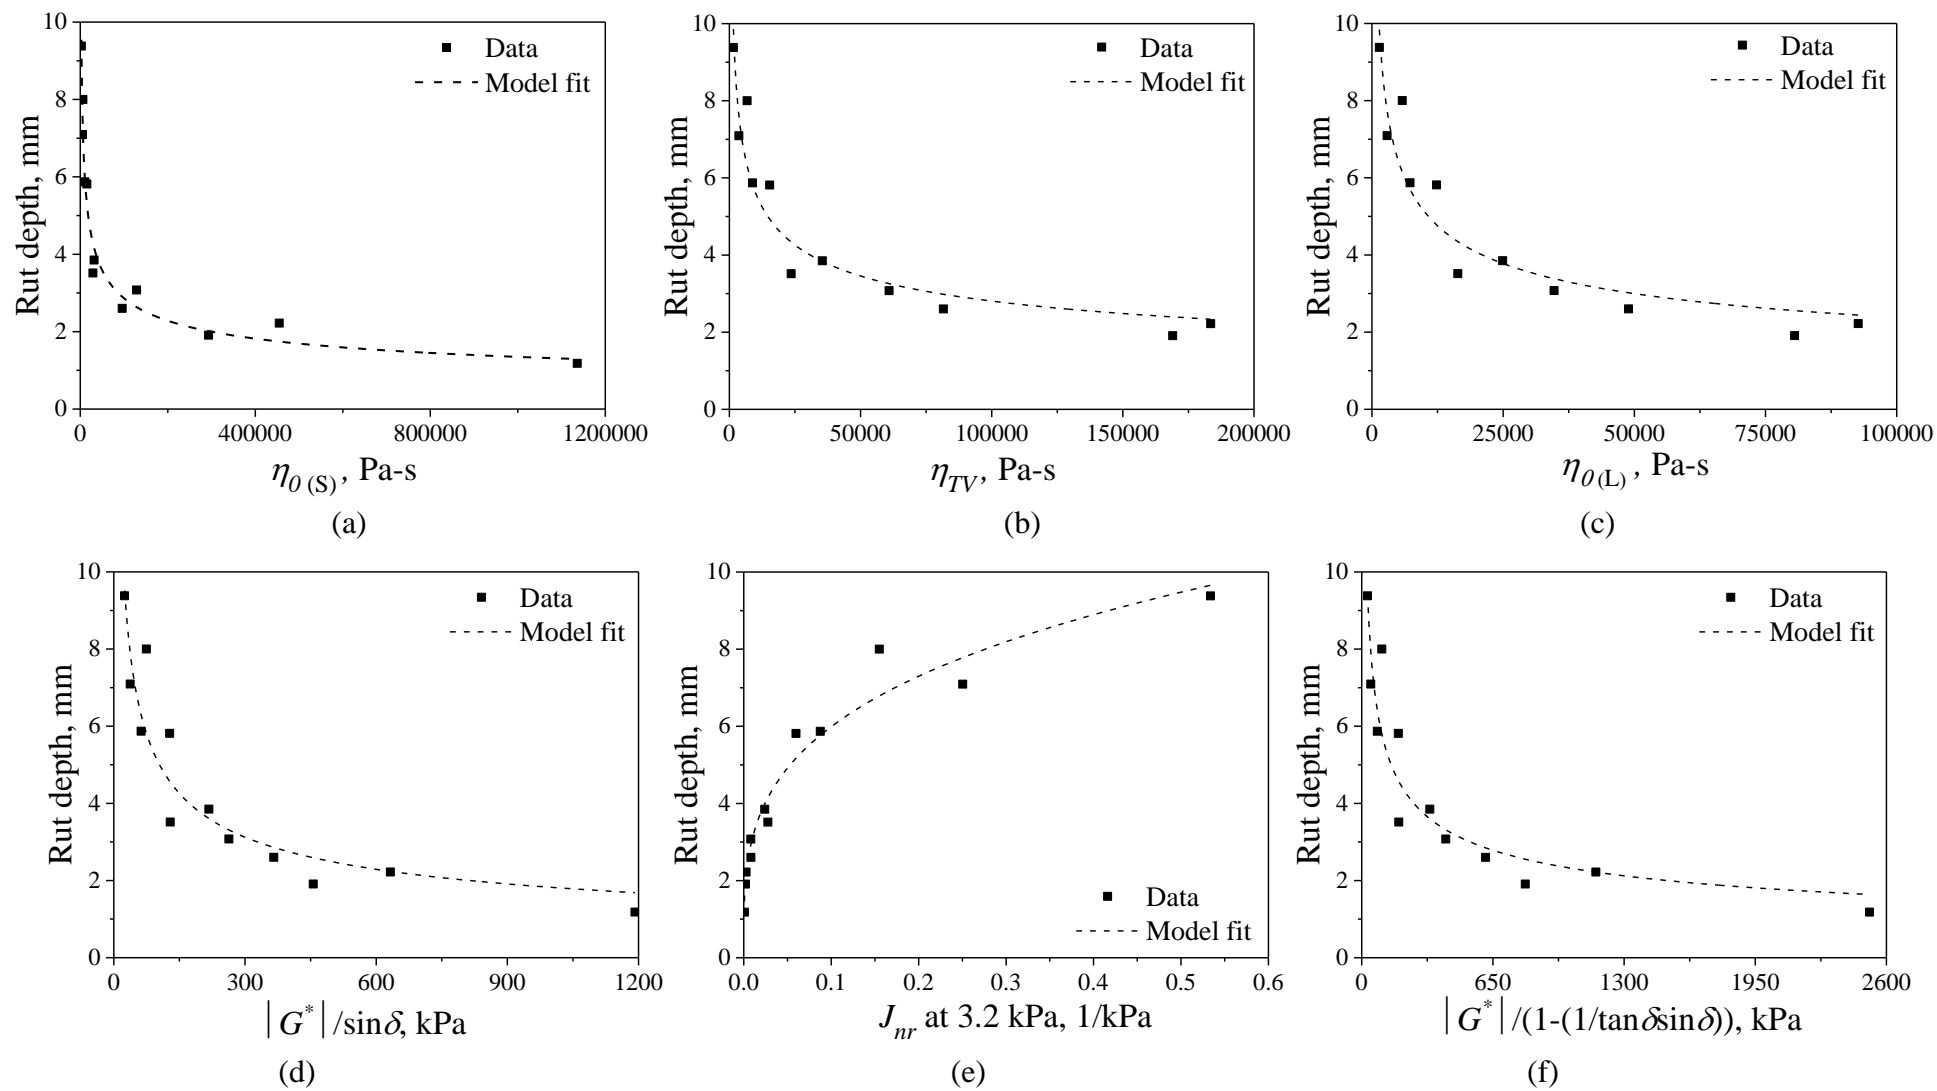 10
8
6
4
2
0
Rut depth, mm
Data
Model fit
0
400000
800000
1200000
η0 (S), Pa-s
(a)
10
8
6
4
2
0
Rut depth, mm
Data
Model fit
0
50000
100000
150000
200000
ηTV, Pa-s
(b)
10
8
6
4
2
0
Rut depth, mm
Data
Model fit
0
25000
50000
75000
100000
η0 (L), Pa-s
(c)
10
8
6
4
2
0
Rut depth, mm
Data
Model fit
0
300
600
900
1200
|G*|/sinδ, kPa
(d)
10
8
6
4
2
0
Rut depth, mm
Data
Model fit
0.0
0.1
0.2
0.3
0.4
0.5
0.6
Jnr at 3.2 kPa, 1/kPa
(e)
10
8
6
4
2
0
Rut depth, mm
Data
Model fit
0
650
1300
1950
2600
|G*|/(1-(1/tanδsinδ)), kPa
(f)